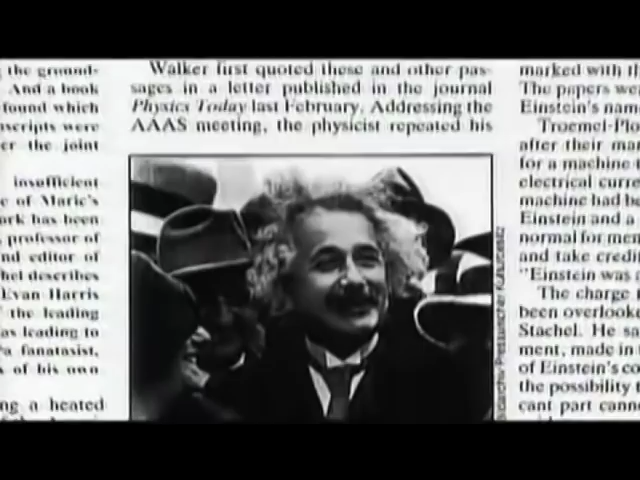 the ground-
And a book
found which
scripts were
er the joint
insufficient
e of Maric's
ork has been
professor of
nd editor of
hel describes
Evan Harris
the leading
as leading to
a fanatasist,
s of his own
ng a heated
Walker first quoted these and other pas-
sages in a letter published in the journal
Physics Today last February. Addressing the
AAAS meeting, the physicist repeated his
marked with th
The papers wer
Einstein's name
Troemel-Plo
after their mar
for a machine t
electrical curre
machine had be
Einstein and a
normal for men
and take credit
"Einstein was
The charge
been overlooke
Stachel. He sa
ment, made in
of Einstein's co
the possibility
cant part canno